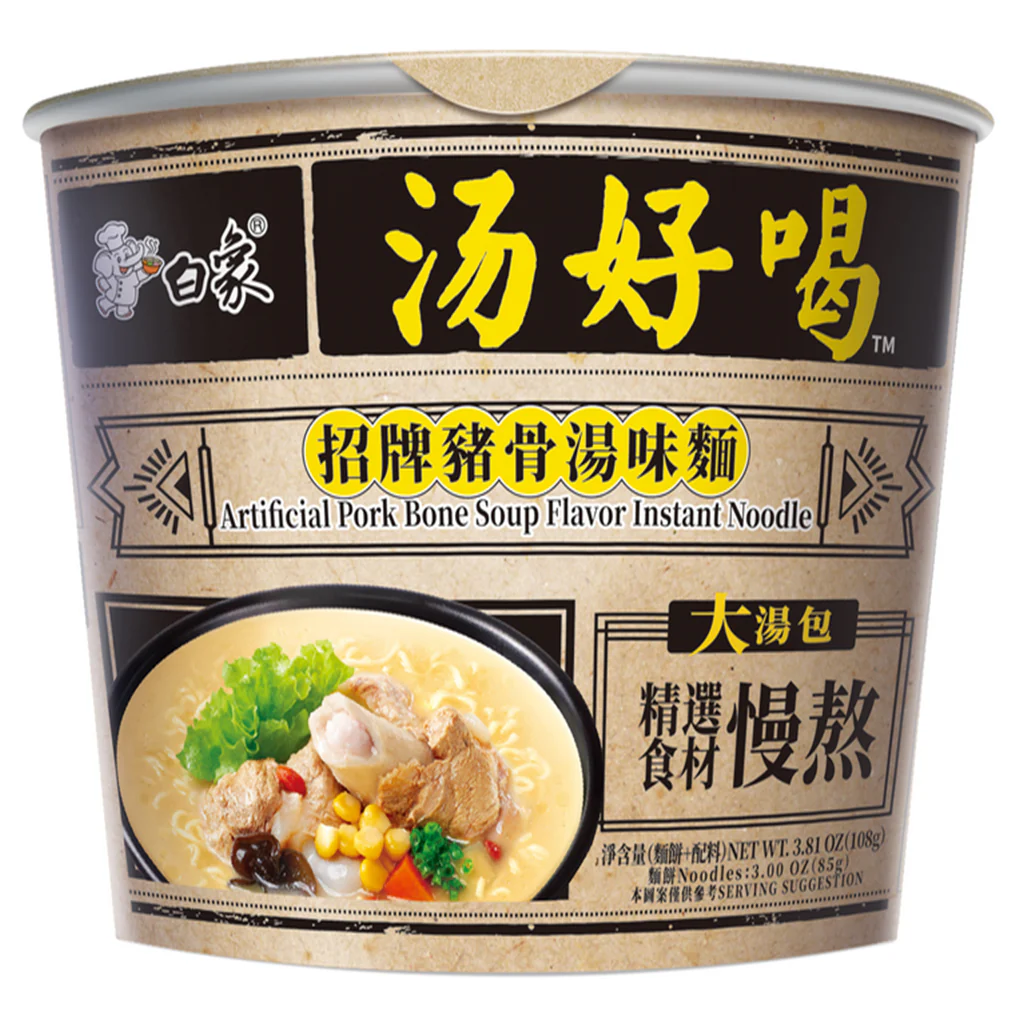 白象®
汤好喝™
招牌豬骨湯味麵
Artificial Pork Bone Soup Flavor Instant Noodle
大湯包
精選
食材
慢熬
淨含量(麵餅+配料)NET WT. 3.81 OZ(108g)
麵餅Noodles:3.00 OZ(85g)
本圖案僅供參考SERVING SUGGESTION